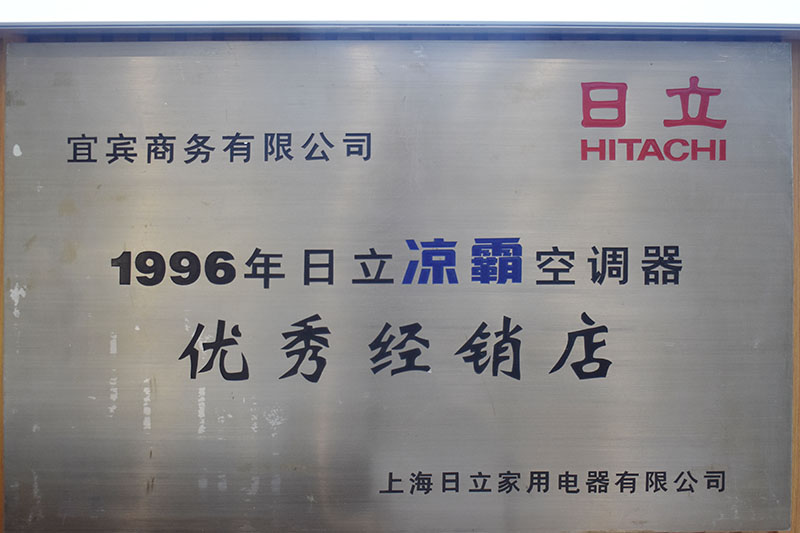 日立
HITACHI
宜宾商务有限公司
1996年日立凉霸空调器
优秀经销店
上海日立家用电器有限公司